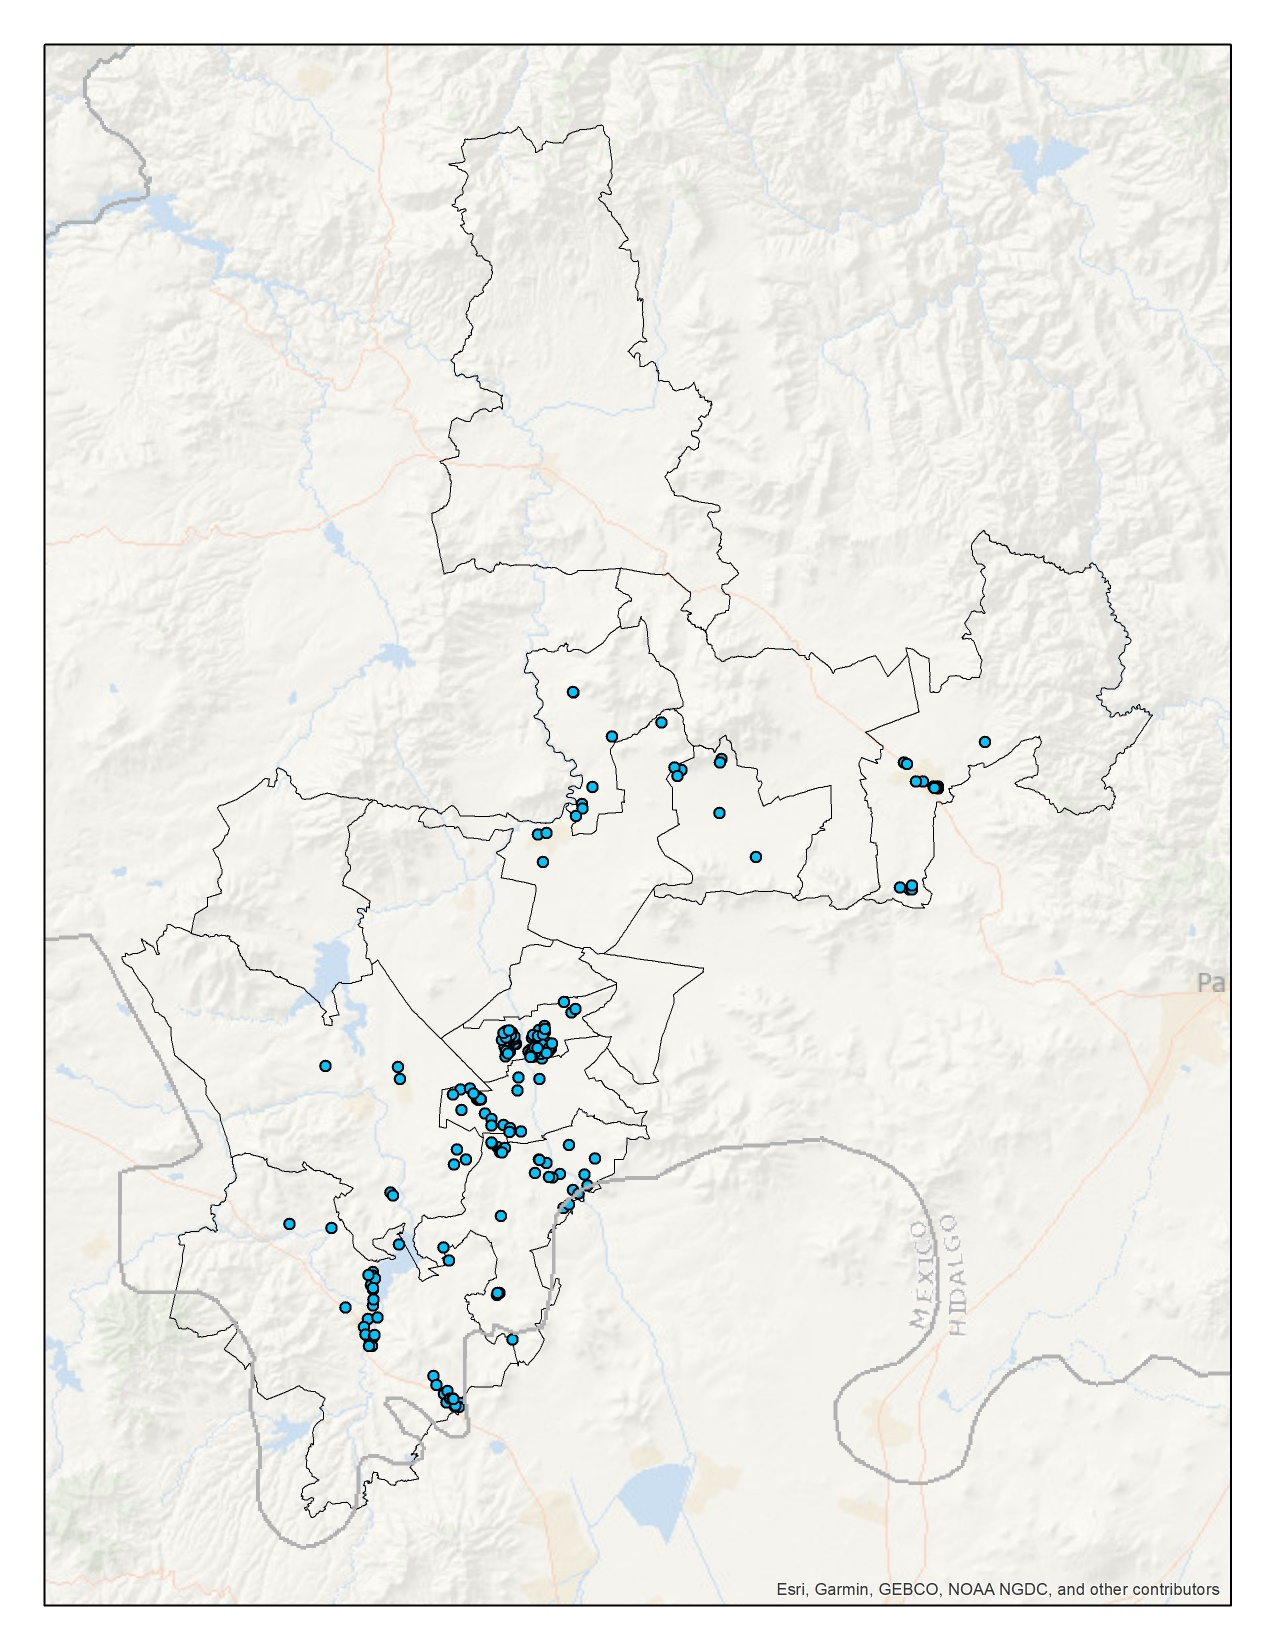 Pa
MEXICO
HIDALGO
Esri, Garmin, GEBCO, NOAA NGDC, and other contributors